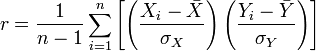 r = \frac{1}{n-1} \sum_{i=1}^{n} \left[ \left( \frac{X_i - \bar{X}}{\sigma_X} \right) \left( \frac{Y_i - \bar{Y}}{\sigma_Y} \right) \right]